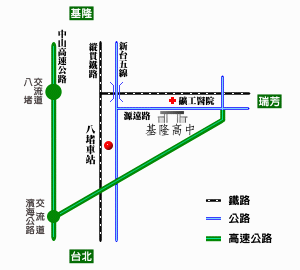 基隆
中山高速公路
縱貫鐵路
新台五線
八堵
交流道
礦工醫院
瑞芳
源遠路
基隆高中
八堵車站
濱海公路
交流道
鐵路
公路
高速公路
台北